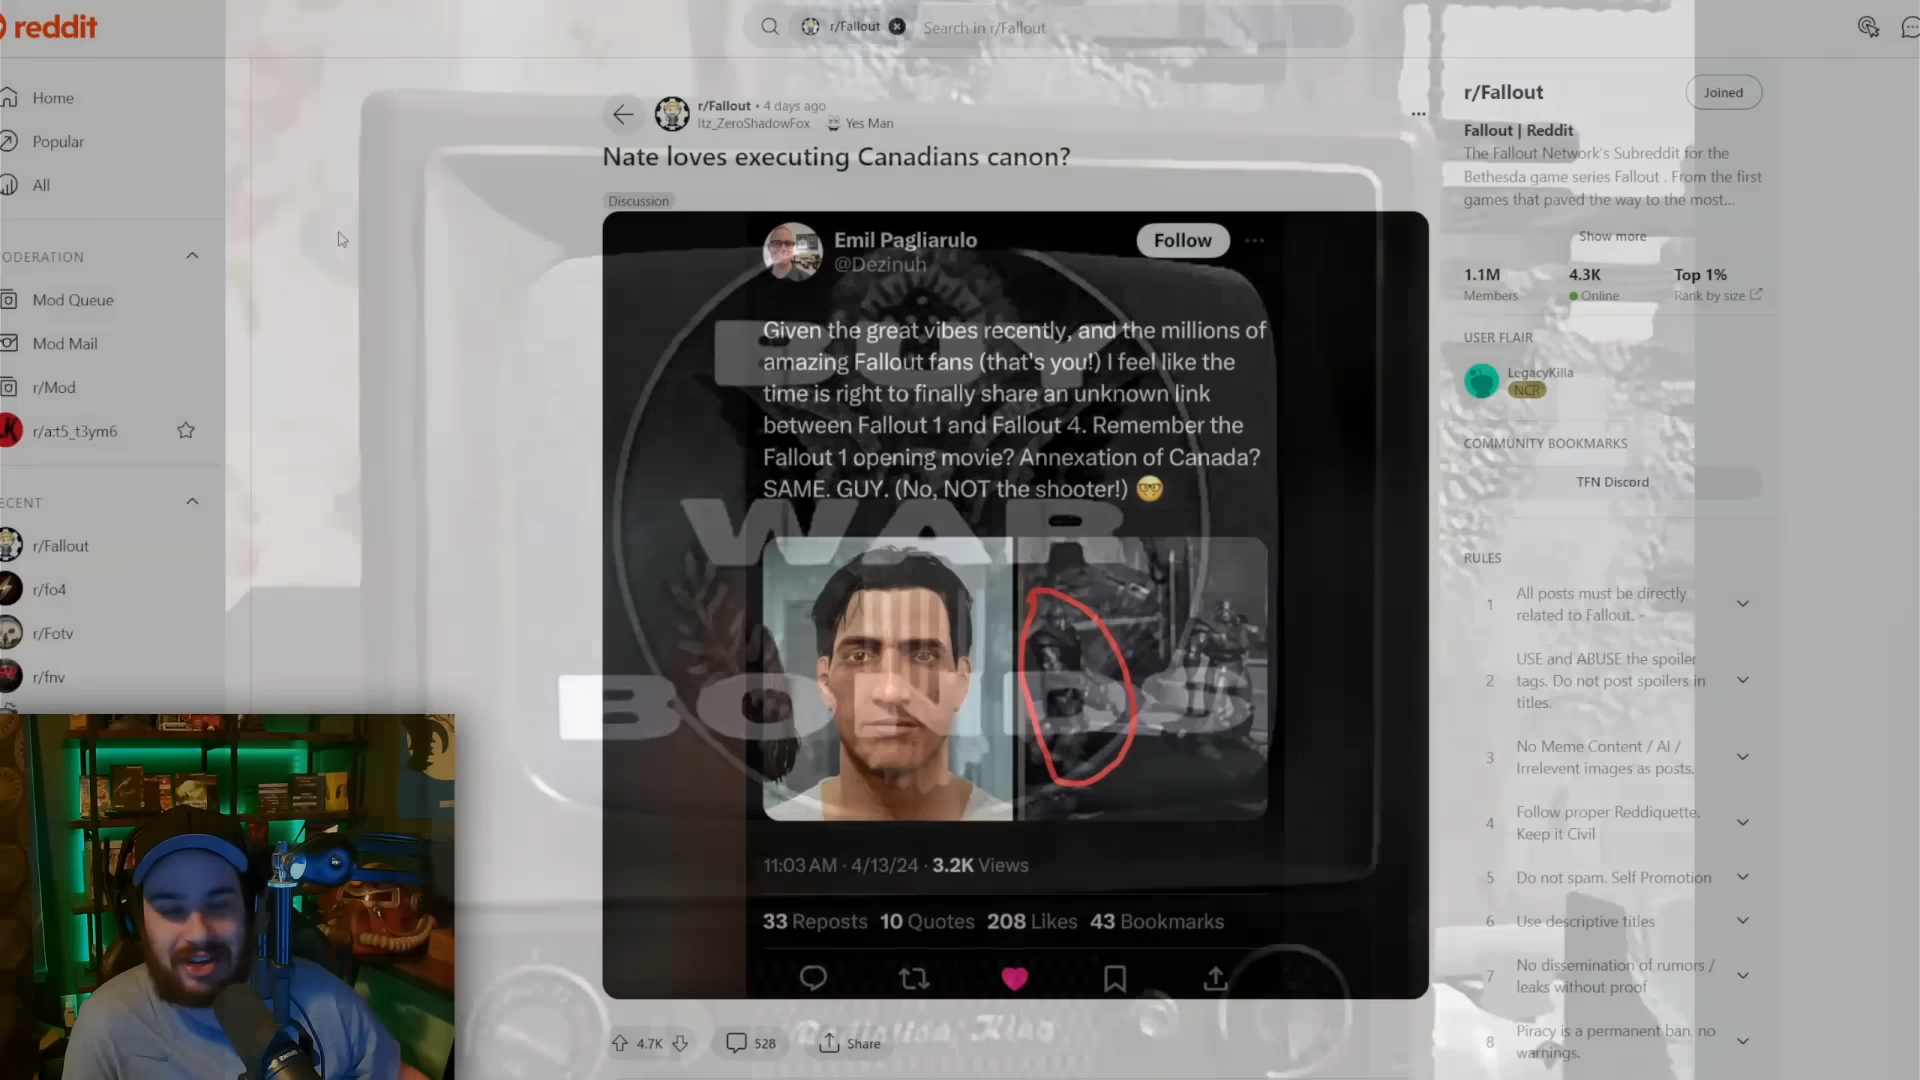 reddit
r/Fallout
Search in r/Fallout
Home
Popular
All
ODERATION
Mod Queue
Mod Mail
r/Mod
r/a:t5_t3ym6
ECENT
r/Fallout
r/fo4
r/Fotv
r/fnv
r/Fallout • 4 days ago
Itz_ZeroShadowFox Yes Man
Nate loves executing Canadians canon?
Discussion
Emil Pagliarulo
@Dezinuh
Follow
Given the great vibes recently, and the millions of
amazing Fallout fans (that's you!) I feel like the
time is right to finally share an unknown link
between Fallout 1 and Fallout 4. Remember the
Fallout 1 opening movie? Annexation of Canada?
SAME. GUY. (No, NOT the shooter!) 🤓
BUY
WAR
BONDS
11:03 AM · 4/13/24 · 3.2K Views
33 Reposts 10 Quotes 208 Likes 43 Bookmarks
4.7K
528
Share
Radiation King
r/Fallout
Joined
Fallout | Reddit
The Fallout Network's Subreddit for the
Bethesda game series Fallout . From the first
games that paved the way to the most...
Show more
1.1M 4.3K Top 1%
Members Online Rank by size
USER FLAIR
LegacyKilla
NCR
COMMUNITY BOOKMARKS
TFN Discord
RULES
1 All posts must be directly
related to Fallout. -
2 USE and ABUSE the spoiler
tags. Do not post spoilers in
titles.
3 No Meme Content / AI /
Irrelevent images as posts.
4 Follow proper Reddiquette.
Keep it Civil
5 Do not spam. Self Promotion
6 Use descriptive titles
7 No dissemination of rumors /
leaks without proof
8 Piracy is a permanent ban, no
warnings.